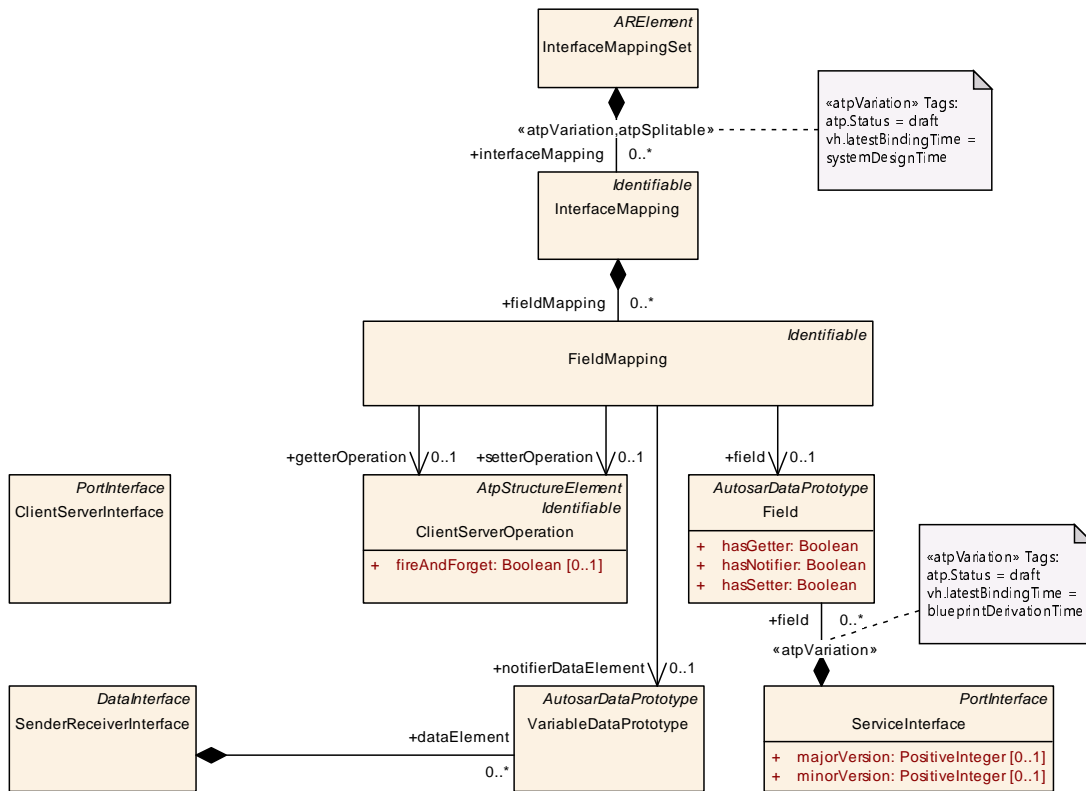 ARElement
InterfaceMappingSet
«atpVariation» Tags:
atp.Status = draft
vh.latestBindingTime =
systemDesignTime
«atpVariation,atpSplitable»
+interfaceMapping 0..*
Identifiable
InterfaceMapping
+fieldMapping 0..*
Identifiable
FieldMapping
+getterOperation 0..1 +setterOperation 0..1 +field 0..1
PortInterface
ClientServerInterface
AtpStructureElement
Identifiable
ClientServerOperation
+ fireAndForget: Boolean [0..1]
AutosarDataPrototype
Field
+ hasGetter: Boolean
+ hasNotifier: Boolean
+ hasSetter: Boolean
«atpVariation» Tags:
atp.Status = draft
vh.latestBindingTime =
blueprintDerivationTime
+field 0..*
«atpVariation»
+notifierDataElement 0..1
DataInterface
SenderReceiverInterface
+dataElement
0..*
AutosarDataPrototype
VariableDataPrototype
PortInterface
ServiceInterface
+ majorVersion: PositiveInteger [0..1]
+ minorVersion: PositiveInteger [0..1]